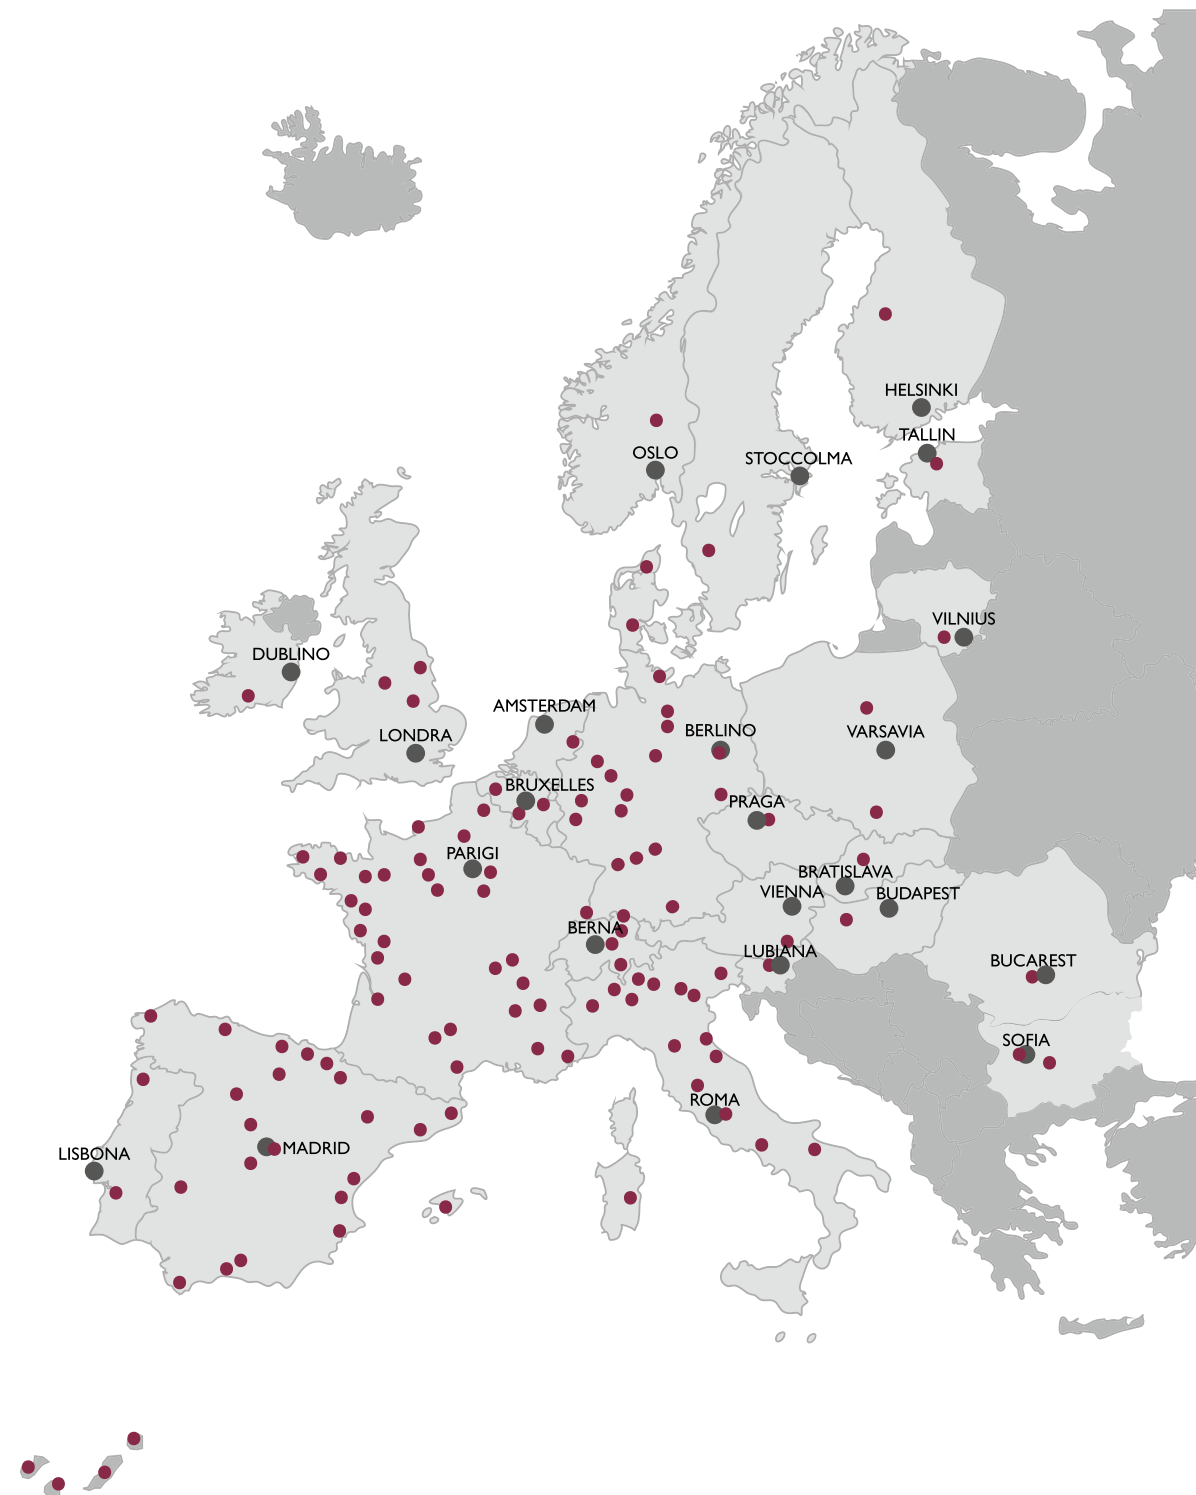 HELSINKI
TALLIN
OSLO
STOCCOLMA
VILNIUS
DUBLINO
AMSTERDAM
LONDRA
BERLINO
VARSAVIA
BRUXELLES
PRAGA
PARIGI
BRATISLAVA
VIENNA
BUDAPEST
BERNA
LUBIANA
BUCAREST
SOFIA
ROMA
LISBONA
MADRID